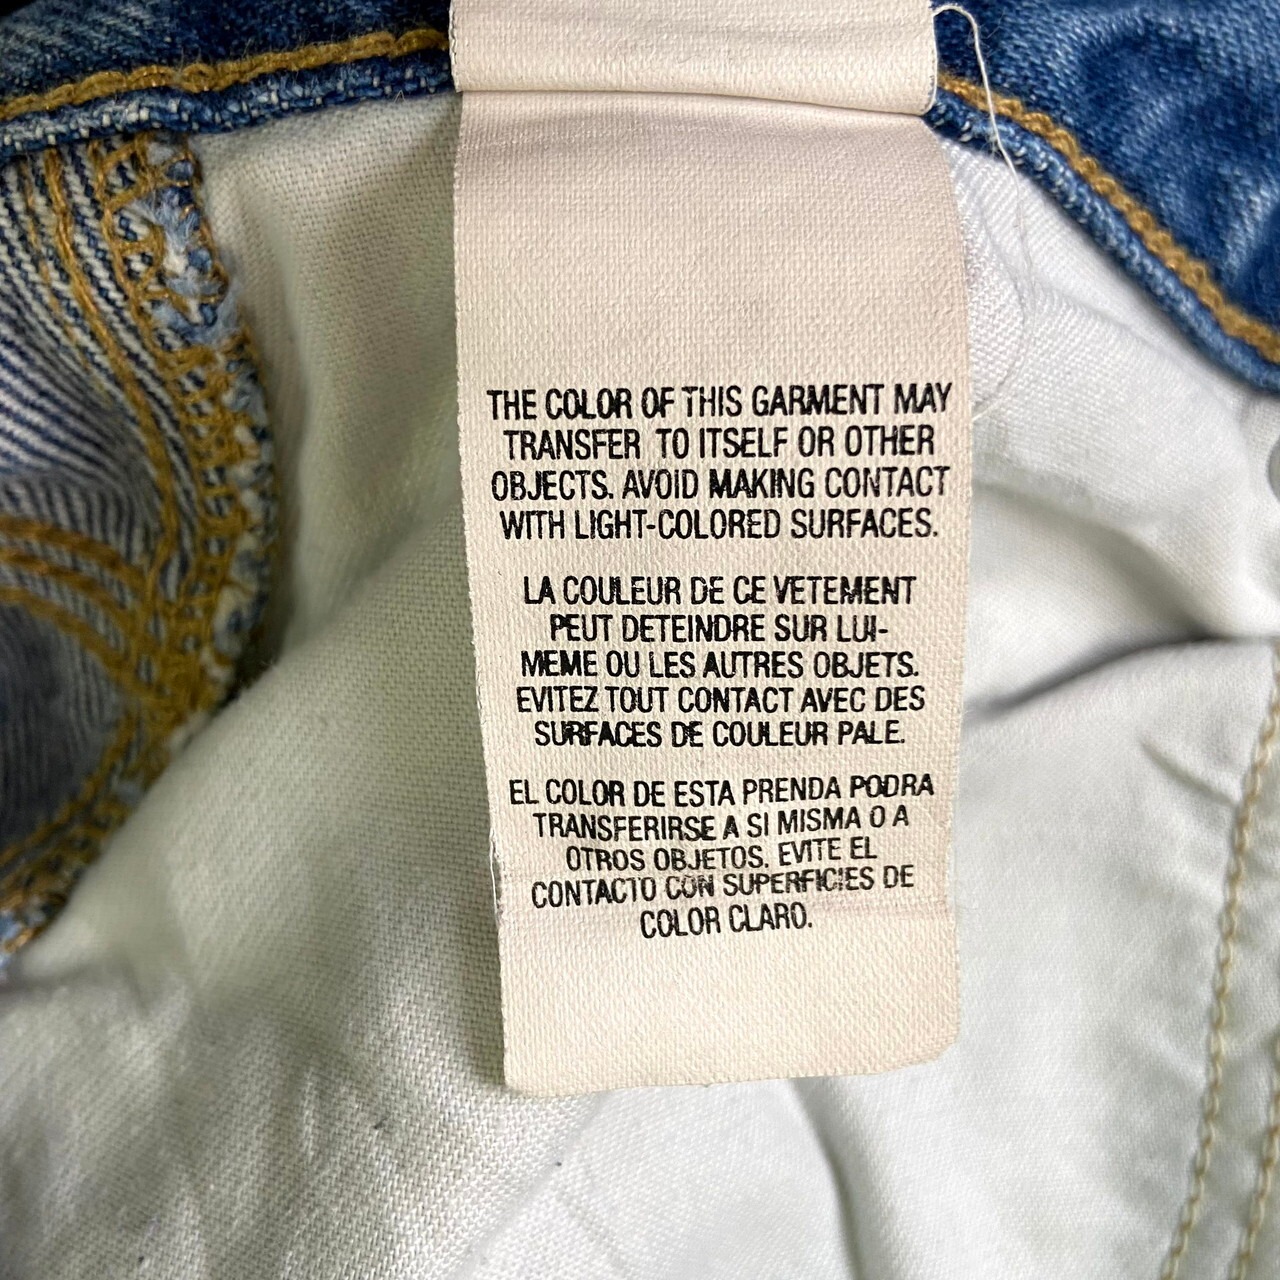 THE COLOR OF THIS GARMENT MAY
TRANSFER TO ITSELF OR OTHER
OBJECTS. AVOID MAKING CONTACT
WITH LIGHT-COLORED SURFACES.
LA COULEUR DE CE VETEMENT
PEUT DETEINDRE SUR LUI-
MEME OU LES AUTRES OBJETS.
EVITEZ TOUT CONTACT AVEC DES
SURFACES DE COULEUR PALE.
EL COLOR DE ESTA PRENDA PODRA
TRANSFERIRSE A SI MISMA O A
OTROS OBJETOS. EVITE EL
CONTACTO CON SUPERFICIES DE
COLOR CLARO.